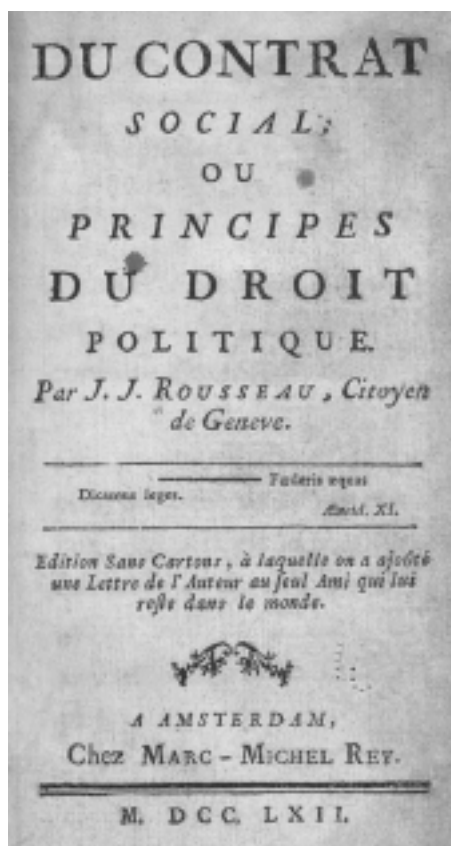 DU CONTRAT
SOCIAL;
OU
PRINCIPES
DU DROIT
POLITIQUE.
Par J. J. ROUSSEAU, Citoyen
de Geneve.
Fœderis æquas
Dicamus leges.
Æneid. XI.
Edition Sans Cartons, à laquelle on a ajoûté
une Lettre de l'Auteur au seul Ami qui lui
reste dans le monde.
A AMSTERDAM,
Chez MARC-MICHEL REY.
M. DCC. LXII.